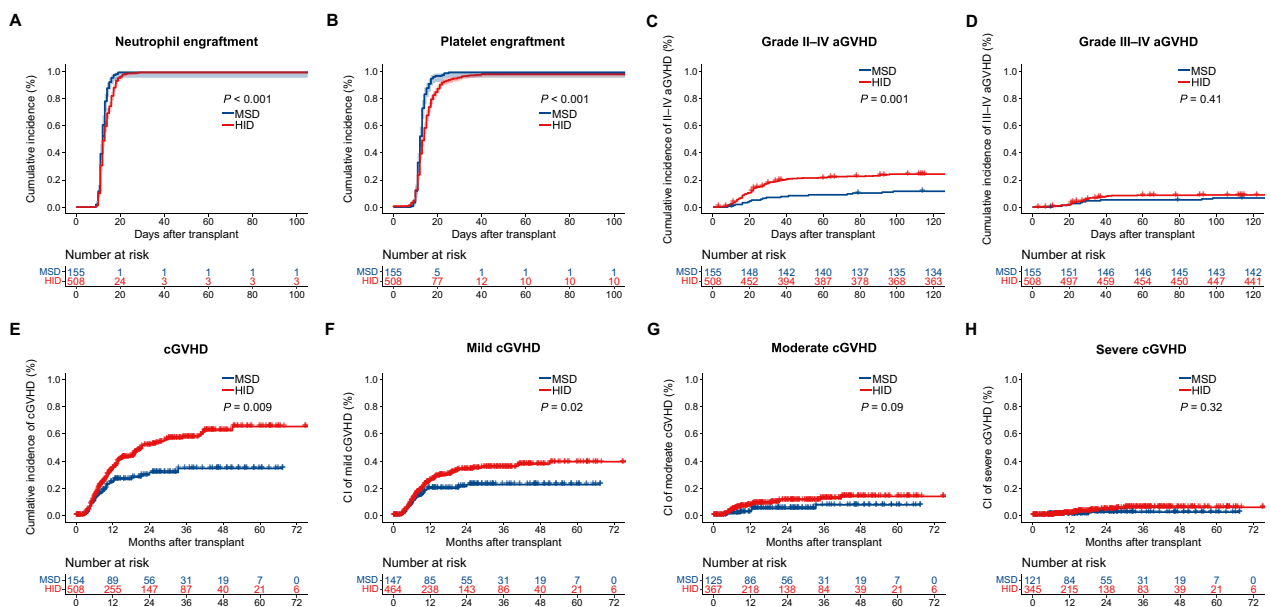 A
Neutrophil engraftment
Cumulative incidence (%)
1.0
0.8
0.6
0.4
0.2
0.0
P < 0.001
MSD
HID
0 20 40 60 80 100
Days after transplant
Number at risk
MSD 155 1 1 1 1 1
HID 508 24 3 3 3 3
0 20 40 60 80 100
B
Platelet engraftment
Cumulative incidence (%)
1.0
0.8
0.6
0.4
0.2
0.0
P < 0.001
MSD
HID
0 20 40 60 80 100
Days after transplant
Number at risk
155 5 1 1 1 1
508 77 12 10 10 10
0 20 40 60 80 100
C
Grade II–IV aGVHD
Cumulative incidence of II–IV aGVHD (%)
1.0
0.8
0.6
0.4
0.2
0.0
MSD
HID
P = 0.001
0 20 40 60 80 100 120
Days after transplant
Number at risk
MSD 155 148 142 140 137 135 134
HID 508 452 394 387 378 368 363
0 20 40 60 80 100 120
D
Grade III–IV aGVHD
Cumulative incidence of III–IV aGVHD (%)
1.0
0.8
0.6
0.4
0.2
0.0
MSD
HID
P = 0.41
0 20 40 60 80 100 120
Days after transplant
Number at risk
MSD 155 151 146 146 145 143 142
HID 508 497 459 454 450 447 441
0 20 40 60 80 100 120
E
cGVHD
Cumulative incidence of cGVHD (%)
1.0
0.8
0.6
0.4
0.2
0.0
MSD
HID
P = 0.009
0 12 24 36 48 60 72
Months after transplant
Number at risk
MSD 154 89 56 31 19 7 0
HID 508 255 147 87 40 21 6
0 12 24 36 48 60 72
F
Mild cGVHD
CI of mild cGVHD (%)
1.0
0.8
0.6
0.4
0.2
0.0
MSD
HID
P = 0.02
0 12 24 36 48 60 72
Months after transplant
Number at risk
MSD 147 85 55 31 19 7 0
HID 464 238 143 86 40 21 6
0 12 24 36 48 60 72
G
Moderate cGVHD
CI of modreate cGVHD (%)
1.0
0.8
0.6
0.4
0.2
0.0
MSD
HID
P = 0.09
0 12 24 36 48 60 72
Months after transplant
Number at risk
MSD 125 86 56 31 19 7 0
HID 367 218 138 84 39 21 6
0 12 24 36 48 60 72
H
Severe cGVHD
CI of severe cGVHD (%)
1.0
0.8
0.6
0.4
0.2
0.0
MSD
HID
P = 0.32
0 12 24 36 48 60 72
Months after transplant
Number at risk
MSD 121 84 55 31 19 7 0
HID 345 215 138 83 39 21 6
0 12 24 36 48 60 72